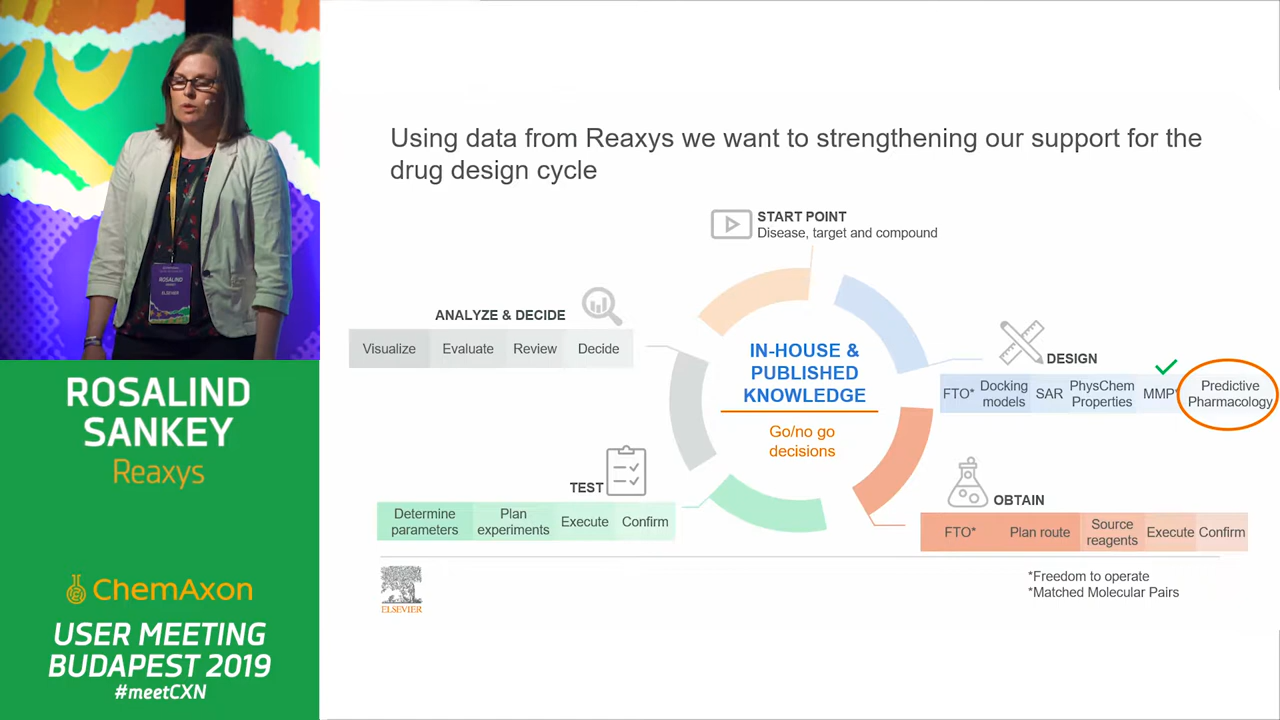 ROSALIND
ELSEVIER
ROSALIND
SANKEY
Reaxys
ChemAxon
USER MEETING
BUDAPEST 2019
#meetCXN
Using data from Reaxys we want to strengthening our support for the
drug design cycle
START POINT
Disease, target and compound
ANALYZE & DECIDE
Visualize Evaluate Review Decide
IN-HOUSE &
PUBLISHED
KNOWLEDGE
Go/no go
decisions
DESIGN
FTO* Docking models SAR PhysChem Properties MMP* Predictive Pharmacology
TEST
Determine parameters Plan experiments Execute Confirm
OBTAIN
FTO* Plan route Source reagents Execute Confirm
*Freedom to operate
*Matched Molecular Pairs
ELSEVIER